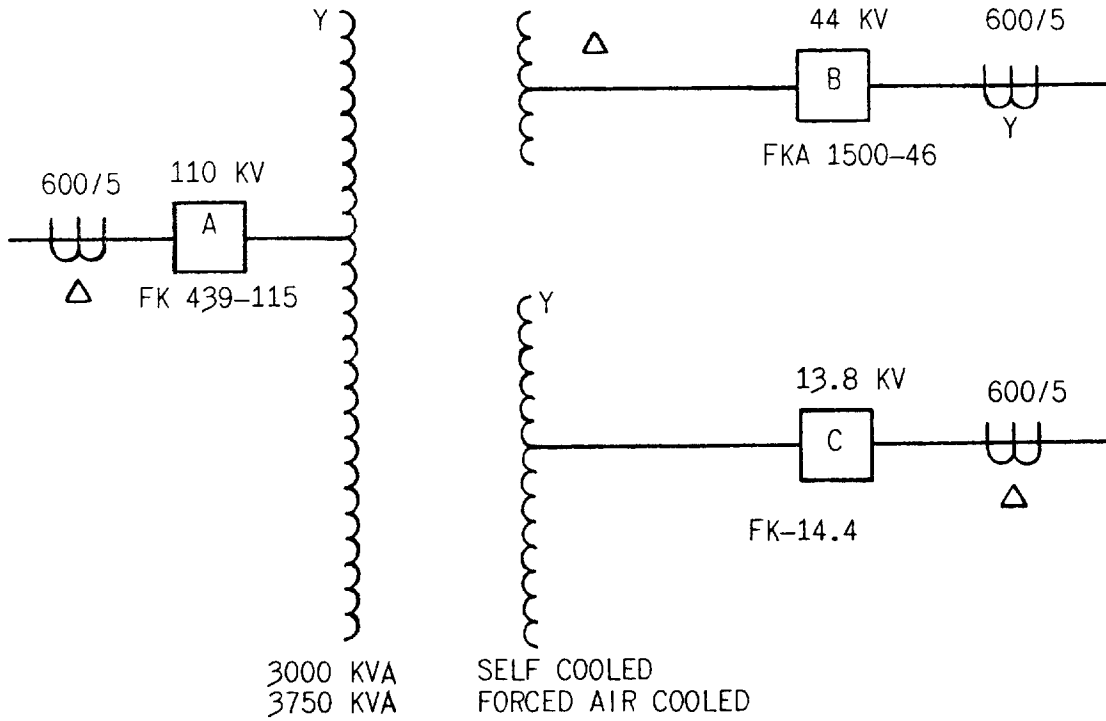 Y
44 KV
600/5
B
Y
FKA 1500-46
600/5
110 KV
A
FK 439-115
Y
13.8 KV
600/5
C
FK-14.4
3000 KVA SELF COOLED
3750 KVA FORCED AIR COOLED